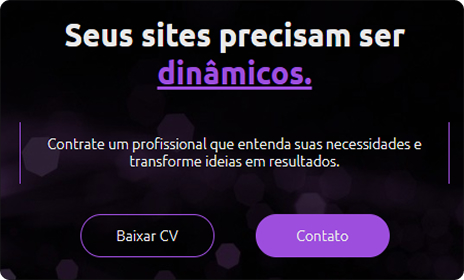 Seus sites precisam ser
dinâmicos.
Contrate um profissional que entenda suas necessidades e
transforme ideias em resultados.
Baixar CV
Contato